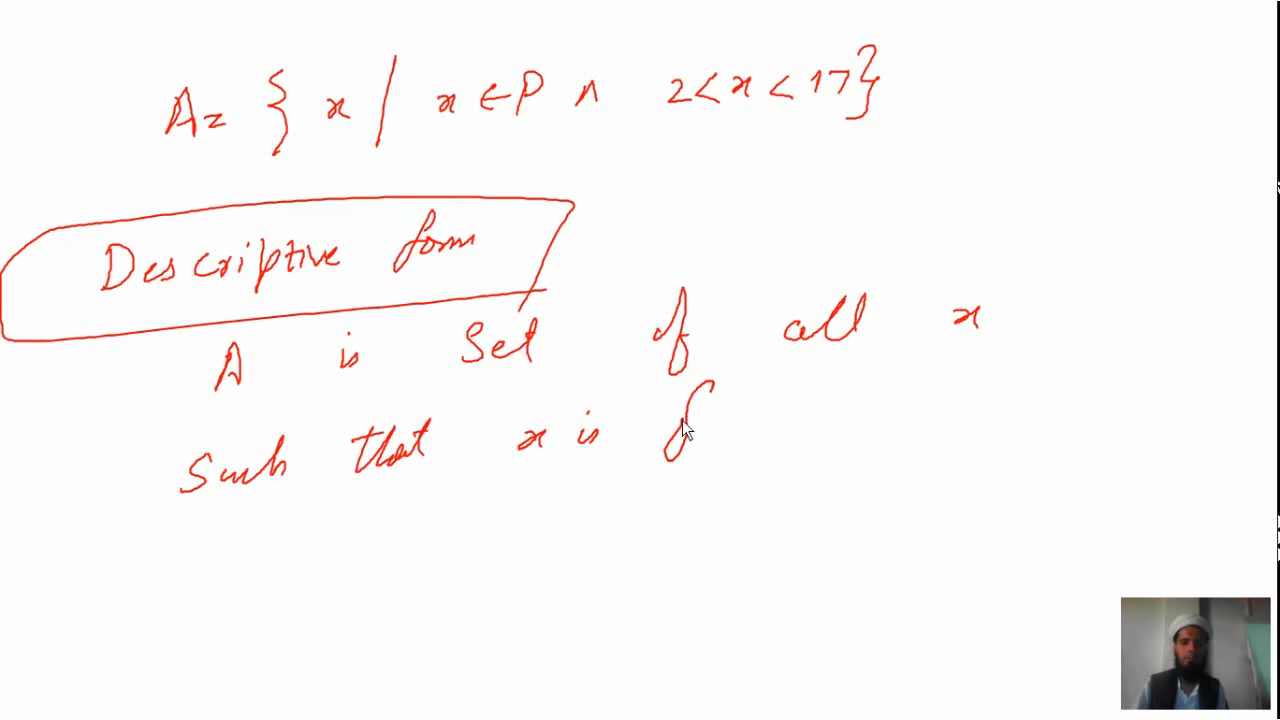 A = { x / x ∈ P ∧ 2 < x < 17 }
Descriptive form
A is Set of all x
Such that x is